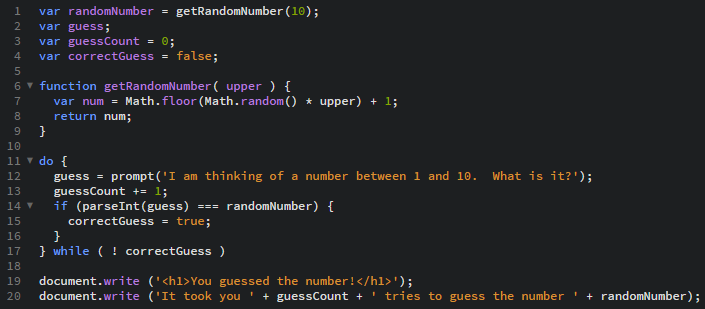 1 var randomNumber = getRandomNumber(10);
2 var guess;
3 var guessCount = 0;
4 var correctGuess = false;
5
6 function getRandomNumber( upper ) {
7   var num = Math.floor(Math.random() * upper) + 1;
8   return num;
9 }
10
11 do {
12   guess = prompt('I am thinking of a number between 1 and 10.  What is it?');
13   guessCount += 1;
14   if (parseInt(guess) === randomNumber) {
15     correctGuess = true;
16   }
17 } while ( ! correctGuess )
18
19 document.write ('<h1>You guessed the number!</h1>');
20 document.write ('It took you ' + guessCount + ' tries to guess the number ' + randomNumber);